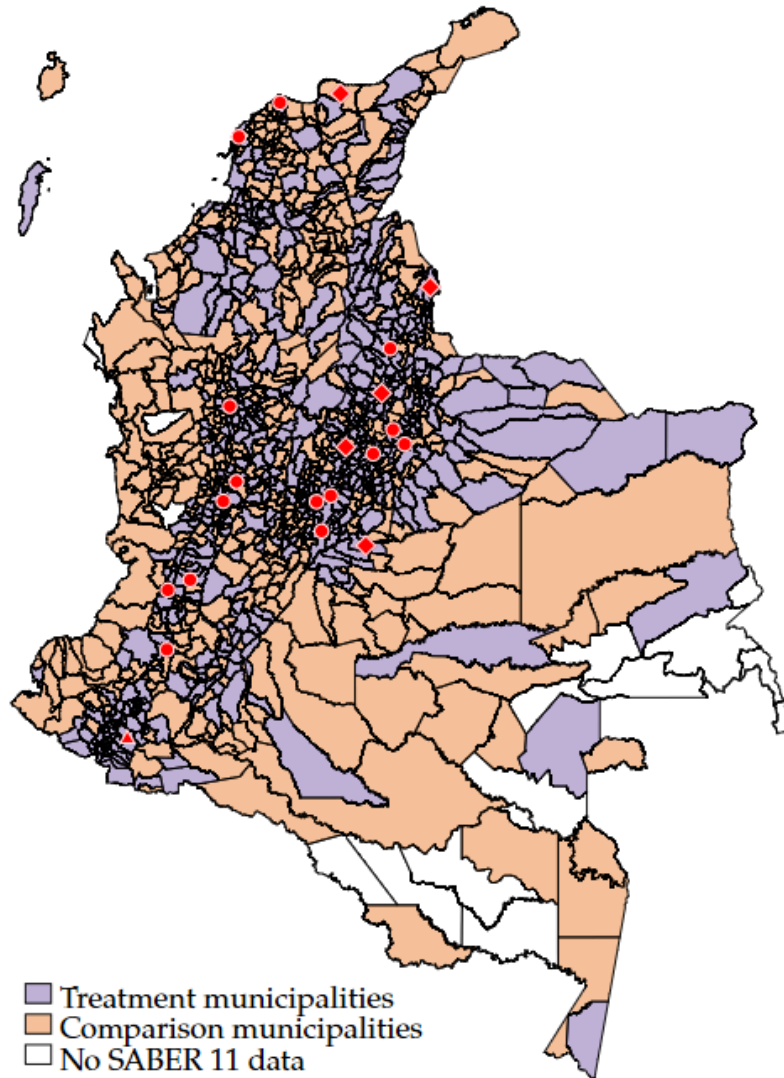 Treatment municipalities
Comparison municipalities
No SABER 11 data